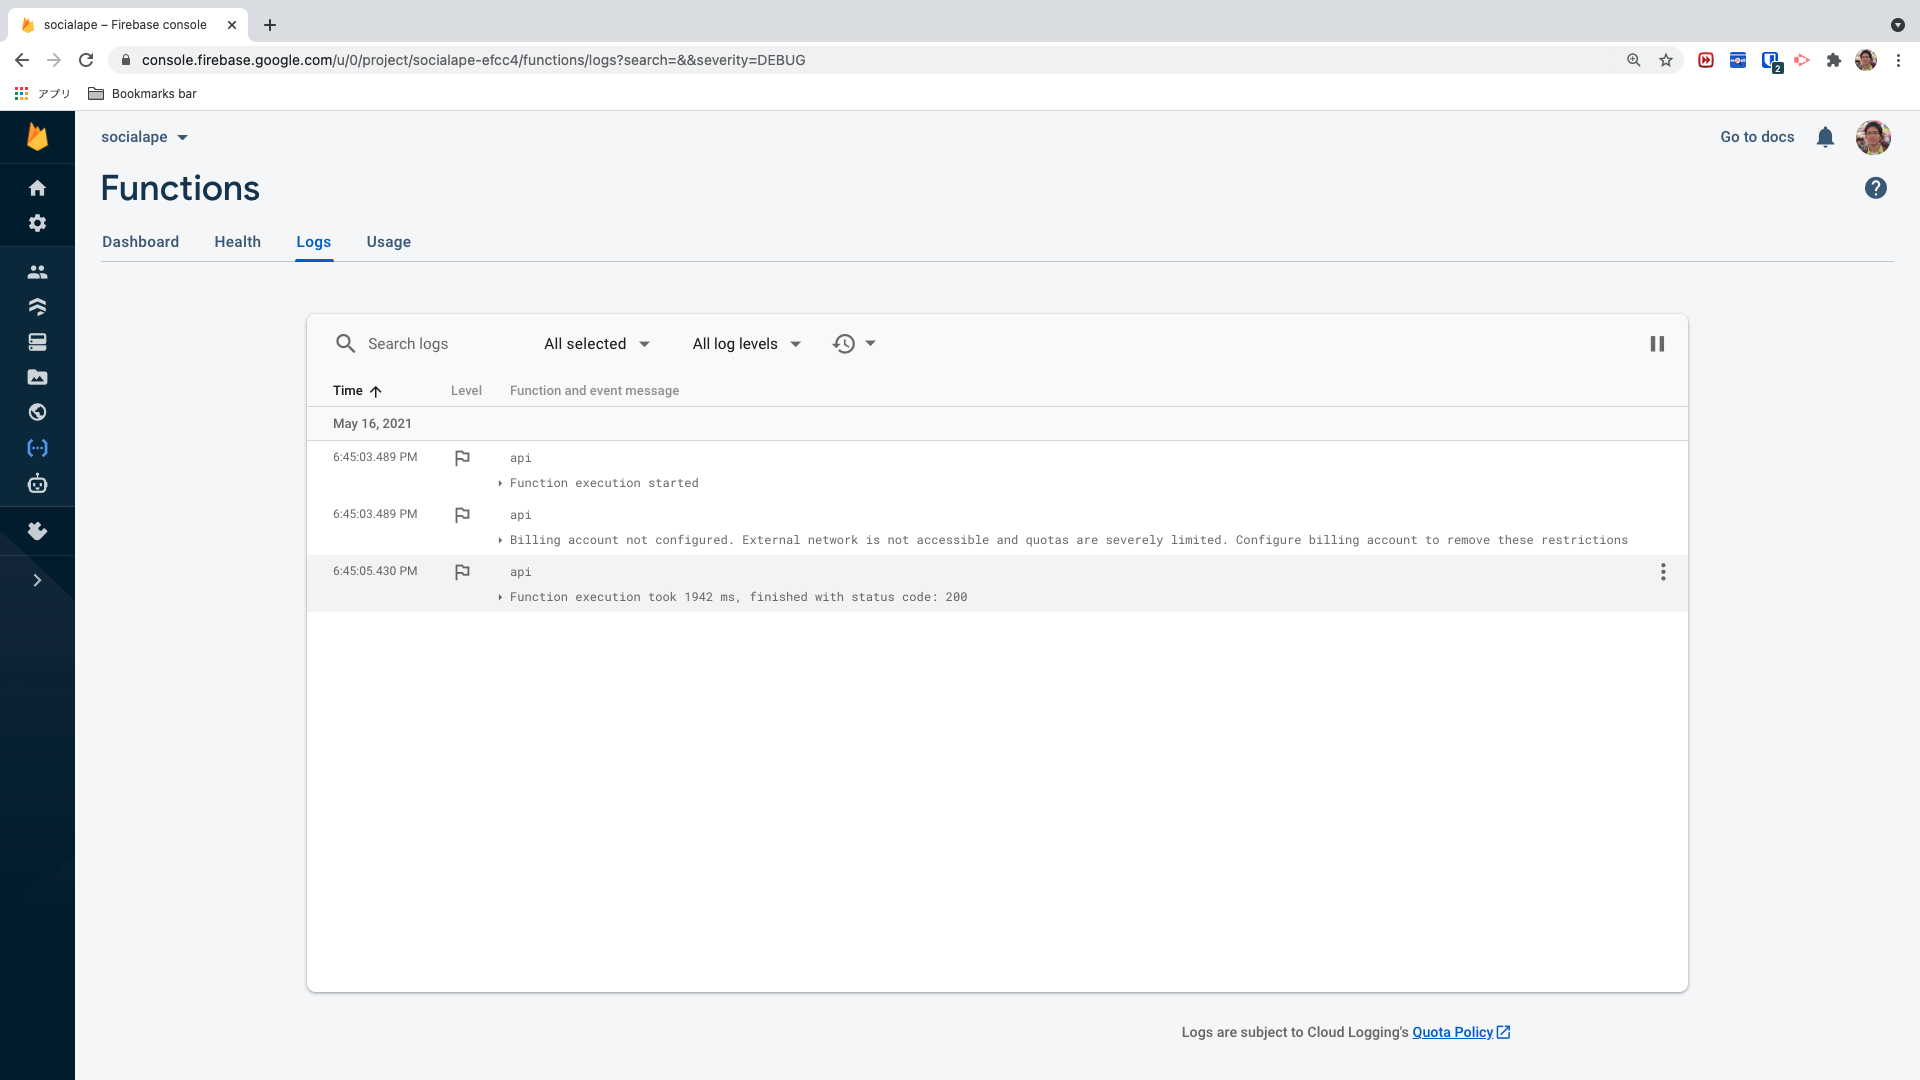 socialape – Firebase console
console.firebase.google.com/u/0/project/socialape-efcc4/functions/logs?search=&&severity=DEBUG
2
アプリ
Bookmarks bar
socialape
Go to docs
Functions
Dashboard
Health
Logs
Usage
Search logs
All selected
All log levels
Time
Level
Function and event message
May 16, 2021
6:45:03.489 PM
api
Function execution started
6:45:03.489 PM
api
Billing account not configured. External network is not accessible and quotas are severely limited. Configure billing account to remove these restrictions
6:45:05.430 PM
api
Function execution took 1942 ms, finished with status code: 200
Logs are subject to Cloud Logging's Quota Policy